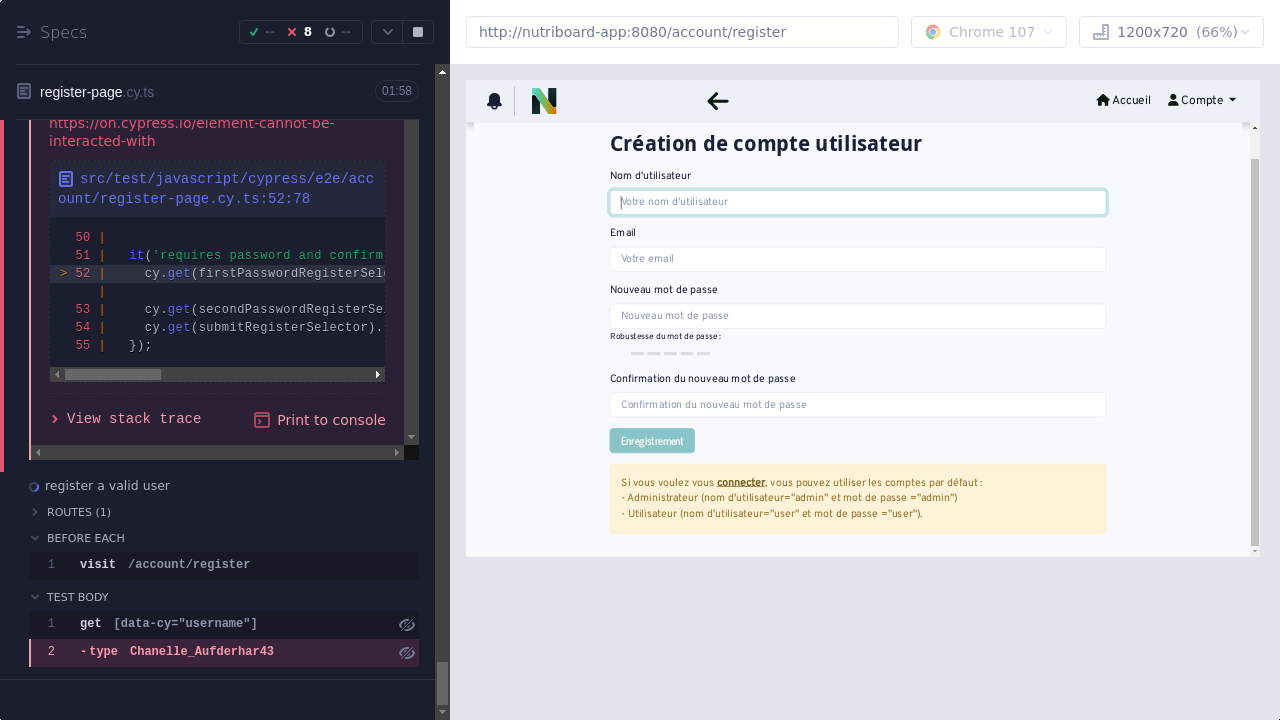 Specs
-- 8 --
register-page.cy.ts 01:58
https://on.cypress.io/element-cannot-be-
interacted-with
src/test/javascript/cypress/e2e/acc
ount/register-page.cy.ts:52:78
50 |
51 | it('requires password and confirm
> 52 | cy.get(firstPasswordRegisterSele
|
53 | cy.get(secondPasswordRegisterSe
54 | cy.get(submitRegisterSelector).
55 | });
View stack trace
Print to console
register a valid user
ROUTES (1)
BEFORE EACH
1 visit /account/register
TEST BODY
1 get [data-cy="username"]
2 -type Chanelle_Aufderhar43
http://nutriboard-app:8080/account/register
Chrome 107
1200x720 (66%)
Accueil
Compte
Création de compte utilisateur
Nom d'utilisateur
Votre nom d'utilisateur
Email
Votre email
Nouveau mot de passe
Nouveau mot de passe
Robustesse du mot de passe :
Confirmation du nouveau mot de passe
Confirmation du nouveau mot de passe
Enregistrement
Si vous voulez vous connecter, vous pouvez utiliser les comptes par défaut :
- Administrateur (nom d'utilisateur="admin" et mot de passe ="admin")
- Utilisateur (nom d'utilisateur="user" et mot de passe ="user").